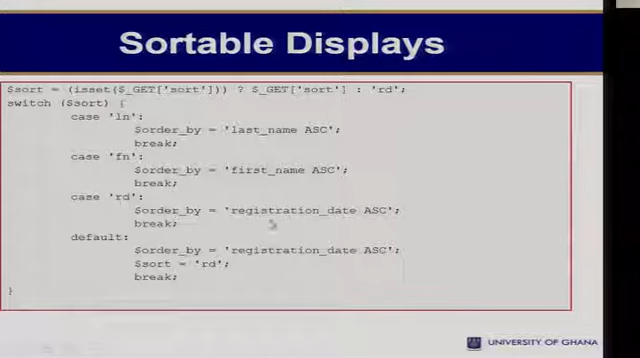 Sortable Displays
$sort = (isset($_GET['sort'])) ? $_GET['sort'] : 'rd';
switch ($sort) {
case 'ln':
$order_by = 'last_name ASC';
break;
case 'fn':
$order_by = 'first_name ASC';
break;
case 'rd':
$order_by = 'registration_date ASC';
break;
default:
$order_by = 'registration_date ASC';
$sort = 'rd';
break;
}
UNIVERSITY OF GHANA